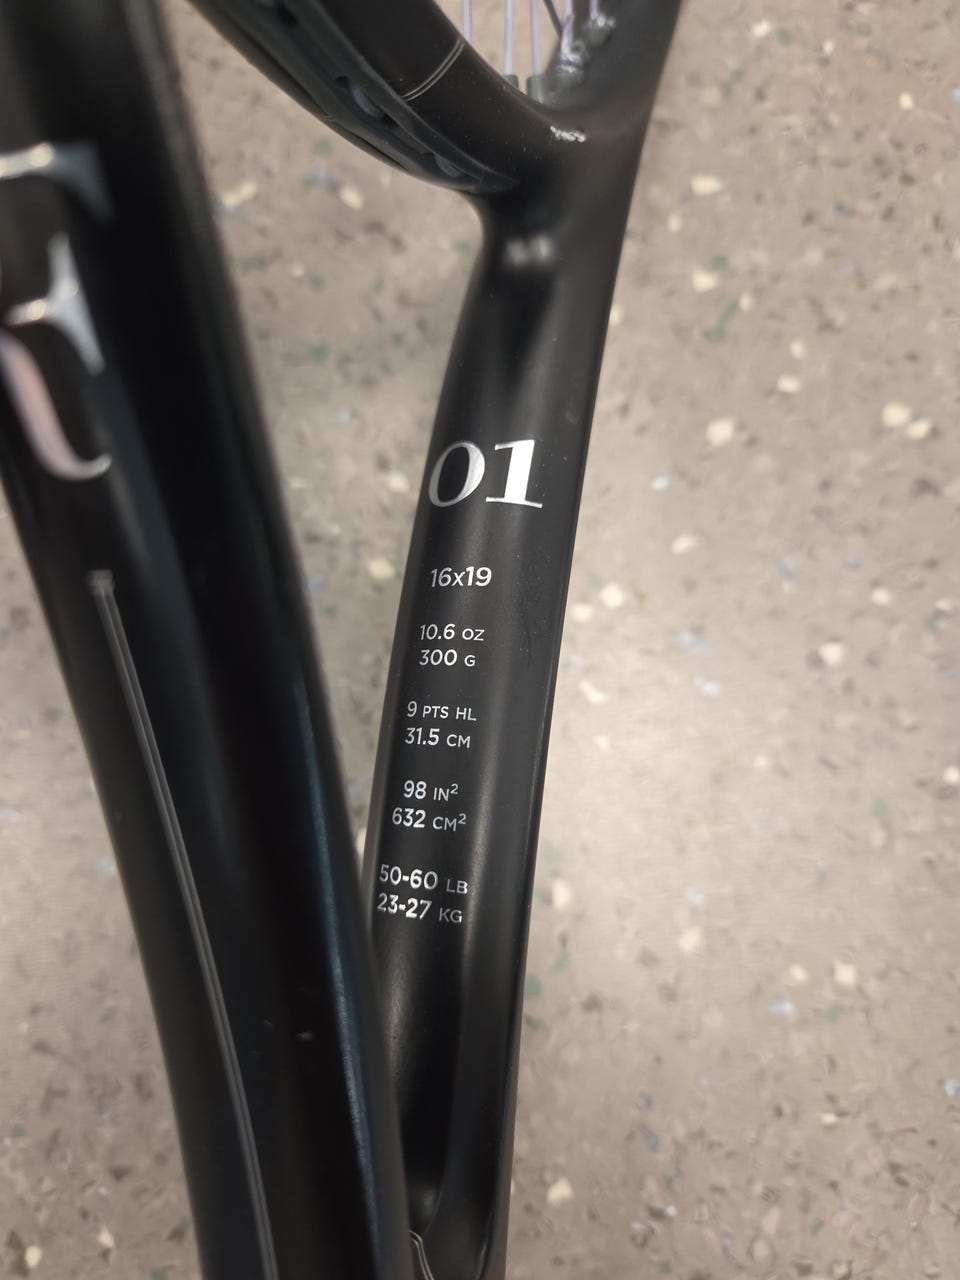 01
16x19
10.6 OZ
300 G
9 PTS HL
31.5 CM
98 IN²
632 CM²
50-60 LB
23-27 KG